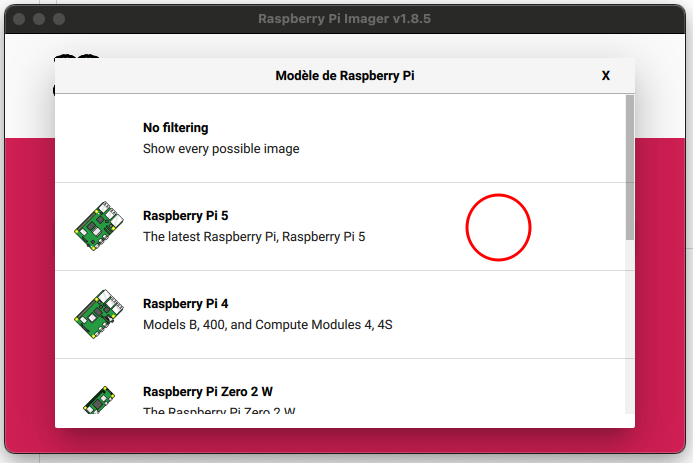 Raspberry Pi Imager v1.8.5
Modèle de Raspberry Pi
X
No filtering
Show every possible image
Raspberry Pi 5
The latest Raspberry Pi, Raspberry Pi 5
Raspberry Pi 4
Models B, 400, and Compute Modules 4, 4S
Raspberry Pi Zero 2 W
The Raspberry Pi Zero 2 W